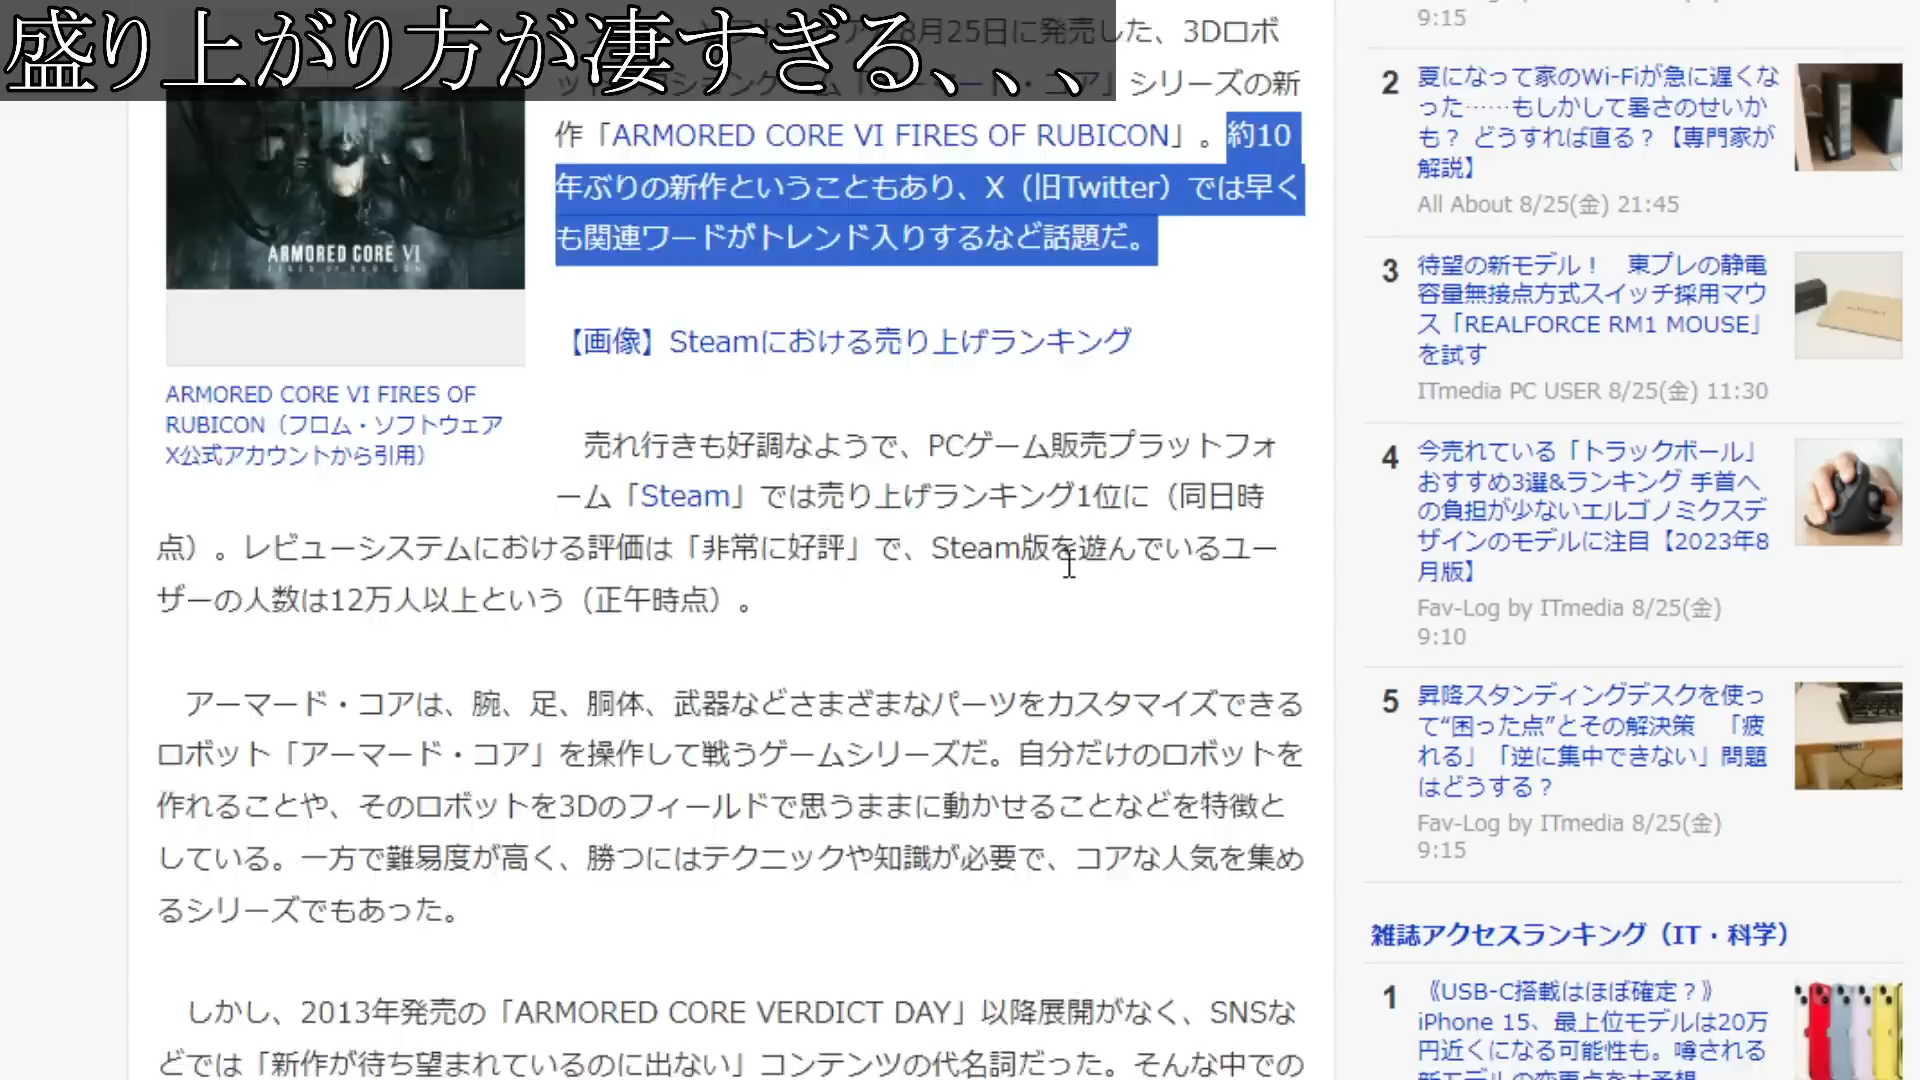 盛り上がり方が凄すぎる、、、、
8月25日に発売した、3Dロボ
シリーズの新
作「ARMORED CORE VI FIRES OF RUBICON」。約10
年ぶりの新作ということもあり、X（旧Twitter）では早く
も関連ワードがトレンド入りするなど話題だ。
ARMORED CORE VI
FIRES OF RUBICON
【画像】Steamにおける売り上げランキング
ARMORED CORE VI FIRES OF
RUBICON（フロム・ソフトウェア
X公式アカウントから引用）
売れ行きも好調なようで、PCゲーム販売プラットフォ
ーム「Steam」では売り上げランキング1位に（同日時
点）。レビューシステムにおける評価は「非常に好評」で、Steam版を遊んでいるユー
ザーの人数は12万人以上という（正午時点）。
アーマード・コアは、腕、足、胴体、武器などさまざまなパーツをカスタマイズできる
ロボット「アーマード・コア」を操作して戦うゲームシリーズだ。自分だけのロボットを
作れることや、そのロボットを3Dのフィールドで思うままに動かせることなどを特徴と
している。一方で難易度が高く、勝つにはテクニックや知識が必要で、コアな人気を集め
るシリーズでもあった。
しかし、2013年発売の「ARMORED CORE VERDICT DAY」以降展開がなく、SNSな
どでは「新作が待ち望まれているのに出ない」コンテンツの代名詞だった。そんな中での
9:15
2
夏になって家のWi-Fiが急に遅くな
った……もしかして暑さのせいか
も？ どうすれば直る？【専門家が
解説】
All About 8/25(金) 21:45
3
待望の新モデル！ 東プレの静電
容量無接点方式スイッチ採用マウ
ス「REALFORCE RM1 MOUSE」
を試す
ITmedia PC USER 8/25(金) 11:30
4
今売れている「トラックボール」
おすすめ3選&ランキング 手首へ
の負担が少ないエルゴノミクスデ
ザインのモデルに注目【2023年8
月版】
Fav-Log by ITmedia 8/25(金)
9:10
5
昇降スタンディングデスクを使っ
て“困った点”とその解決策 「疲
れる」「逆に集中できない」問題
はどうする？
Fav-Log by ITmedia 8/25(金)
9:15
雑誌アクセスランキング（IT・科学）
1
《USB-C搭載はほぼ確定？》
iPhone 15、最上位モデルは20万
円近くになる可能性も。噂される